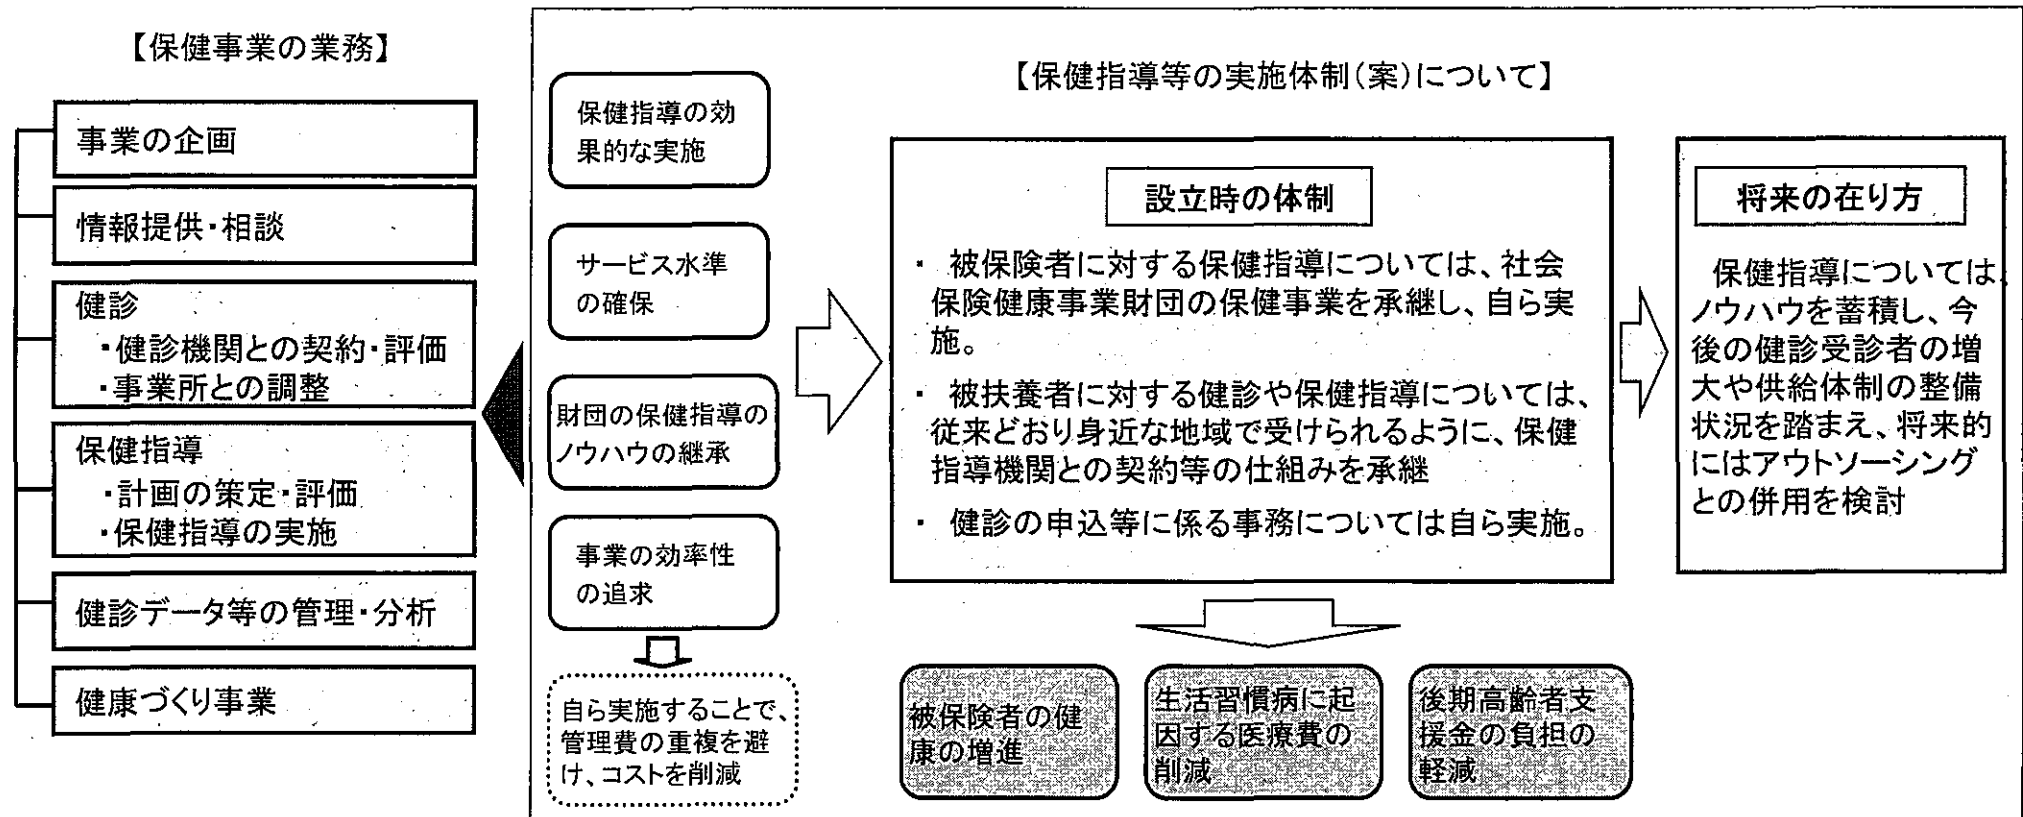 【保健事業の業務】
事業の企画
情報提供・相談
健診
・健診機関との契約・評価
・事業所との調整
保健指導
・計画の策定・評価
・保健指導の実施
健診データ等の管理・分析
健康づくり事業
保健指導の効
果的な実施
サービス水準
の確保
財団の保健指導の
ノウハウの継承
事業の効率性
の追求
自ら実施することで、
管理費の重複を避
け、コストを削減
【保健指導等の実施体制(案)について】
設立時の体制
・ 被保険者に対する保健指導については、社会
保険健康事業財団の保健事業を承継し、自ら実
施。
・ 被扶養者に対する健診や保健指導については、
従来どおり身近な地域で受けられるように、保健
指導機関との契約等の仕組みを承継
・ 健診の申込等に係る事務については自ら実施。
将来の在り方
保健指導については、
ノウハウを蓄積し、今
後の健診受診者の増
大や供給体制の整備
状況を踏まえ、将来的
にはアウトソーシング
との併用を検討
被保険者の健
康の増進
生活習慣病に起
因する医療費の
削減
後期高齢者支
援金の負担の
軽減